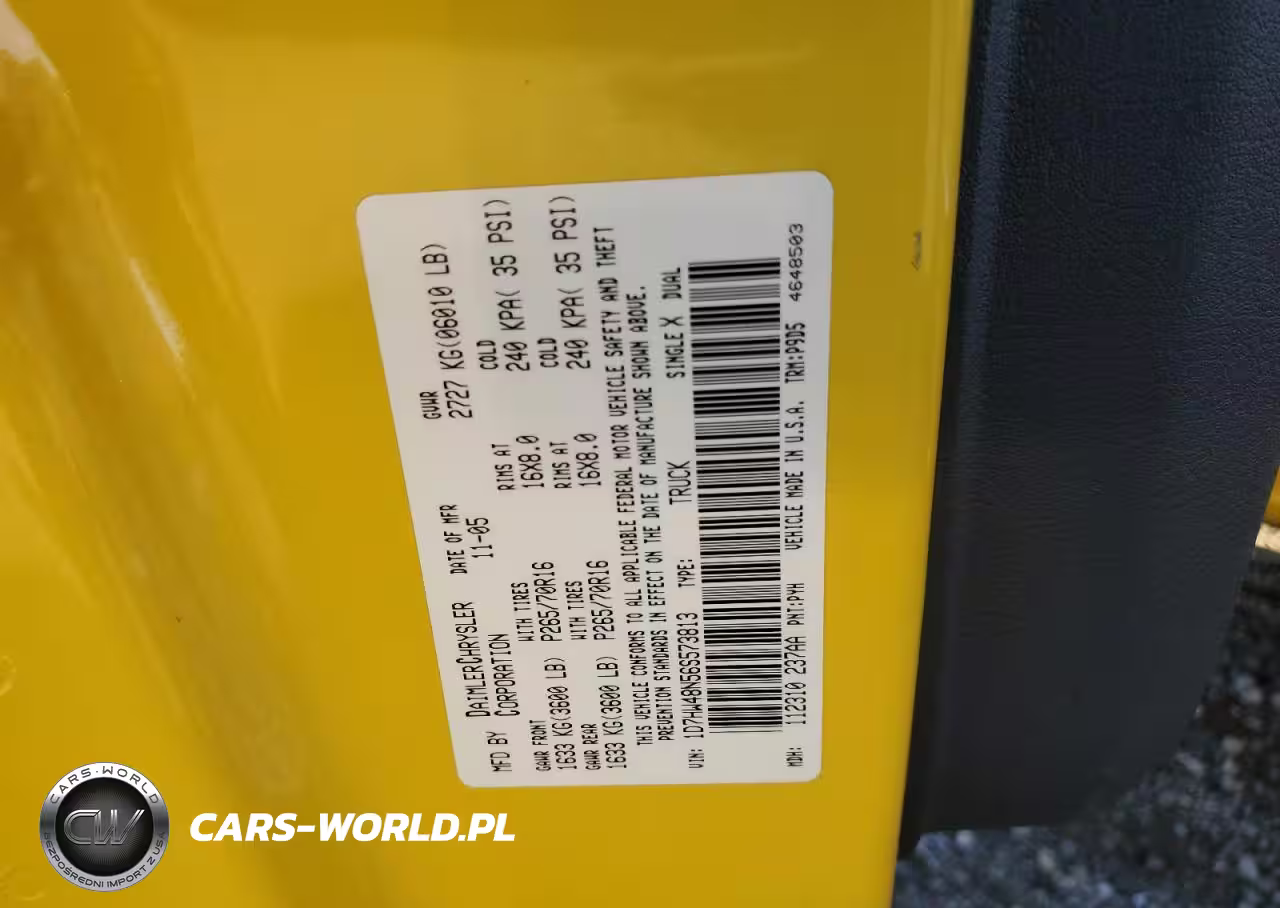 MFD BY DAIMLERCHRYSLER CORPORATION
DATE OF MFR 11-05
GVWR 2727 KG(06010 LB)
GAWR FRONT WITH TIRES RIMS AT COLD
1633 KG(3600 LB) P265/70R16 16X8.0 240 KPA( 35 PSI)
GAWR REAR WITH TIRES RIMS AT COLD
1633 KG(3600 LB) P265/70R16 16X8.0 240 KPA( 35 PSI)
THIS VEHICLE CONFORMS TO ALL APPLICABLE FEDERAL MOTOR VEHICLE SAFETY AND THEFT
PREVENTION STANDARDS IN EFFECT ON THE DATE OF MANUFACTURE SHOWN ABOVE.
VIN: 1D7HW48N56S573813 TYPE: TRUCK SINGLE X DUAL
MDH: 112310 237AA PNT:PYH VEHICLE MADE IN U.S.A. TRM:P9D5 4648503
CARS-WORLD
CW
BEZPOŚREDNI IMPORT Z USA
CARS-WORLD.PL